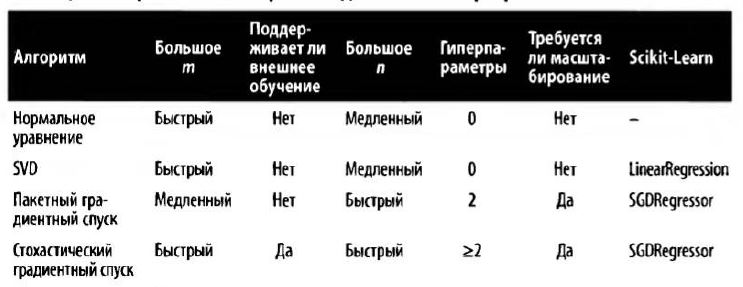 Алгоритм Большое m Поддерживает ли внешнее обучение Большое n Гиперпараметры Требуется ли масштабирование Scikit-Learn
Нормальное уравнение Быстрый Нет Медленный 0 Нет –
SVD Быстрый Нет Медленный 0 Нет LinearRegression
Пакетный градиентный спуск Медленный Нет Быстрый 2 Да SGDRegressor
Стохастический градиентный спуск Быстрый Да Быстрый ≥2 Да SGDRegressor